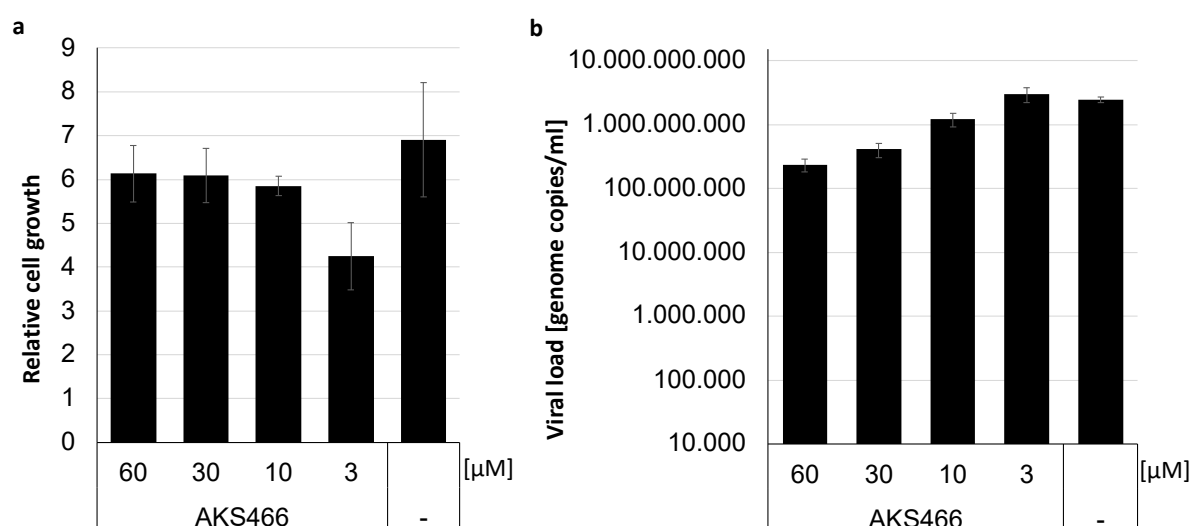 a
Relative cell growth
9
8
7
6
5
4
3
2
1
0
60 30 10 3 [µM]
AKS466 -
b
Viral load [genome copies/ml]
10.000.000.000
1.000.000.000
100.000.000
10.000.000
1.000.000
100.000
10.000
60 30 10 3 [µM]
AKS466 -